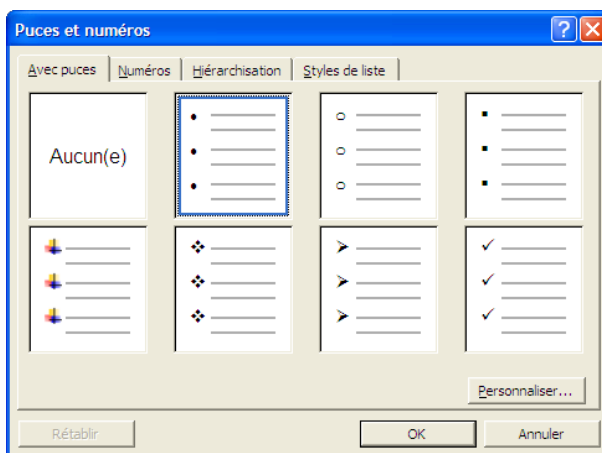 Puces et numéros
Avec puces Numéros Hiérarchisation Styles de liste
Aucun(e)
Personnaliser...
Rétablir OK Annuler